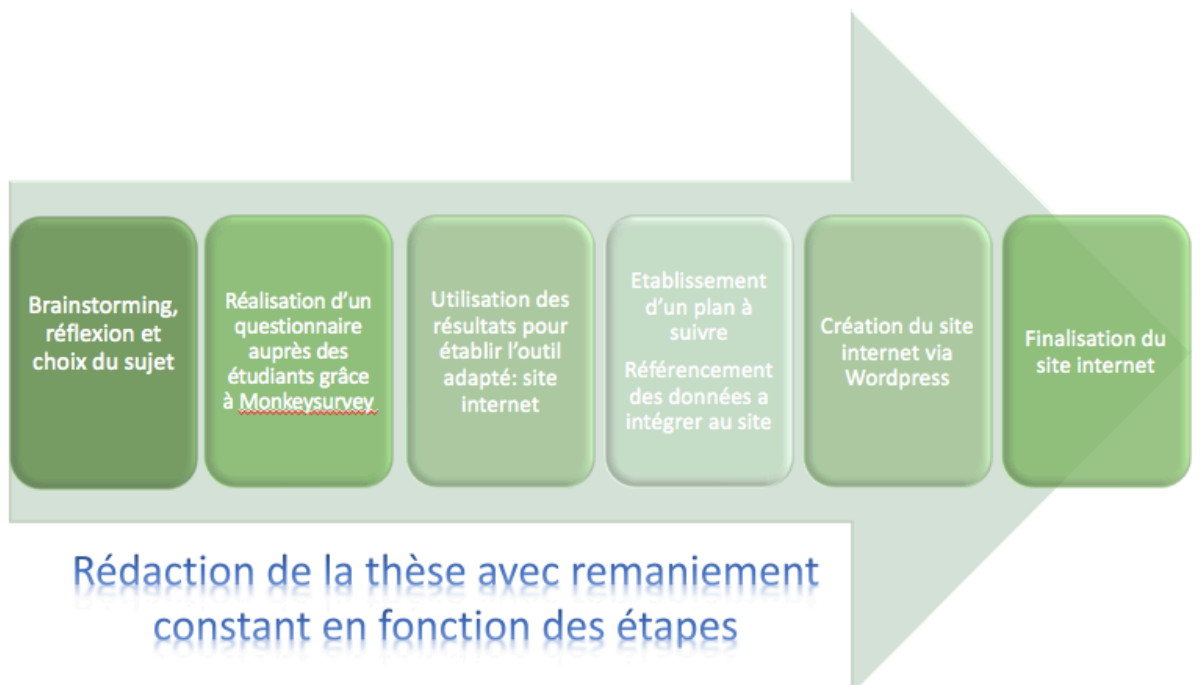 Brainstorming,
réflexion et
choix du sujet
Réalisation d’un
questionnaire
auprès des
étudiants grâce
à Monkeysurvey
Utilisation des
résultats pour
établir l’outil
adapté: site
internet
Etablissement
d’un plan à
suivre
Référencement
des données a
intégrer au site
Création du site
internet via
Wordpress
Finalisation du
site internet
Rédaction de la thèse avec remaniement
constant en fonction des étapes